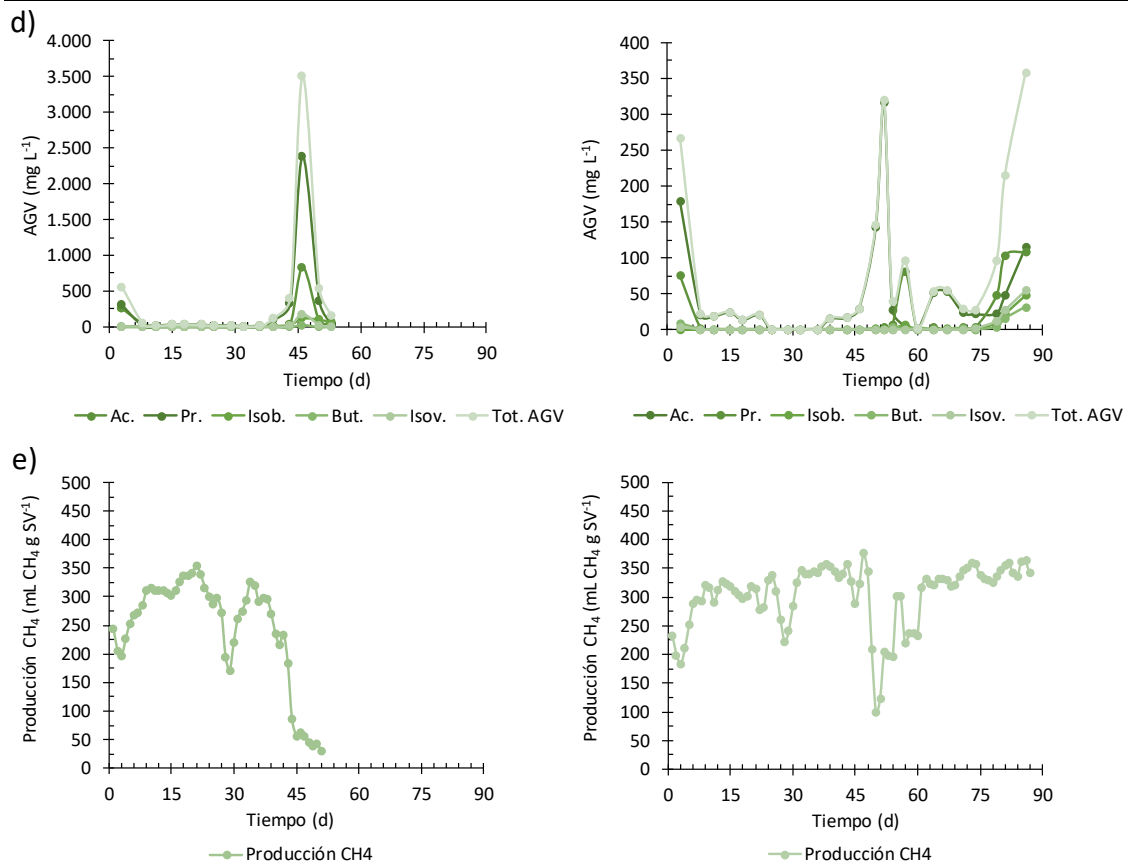 d)
4.000
3.500
3.000
2.500
2.000
1.500
1.000
500
0
AGV (mg L⁻¹)
0 15 30 45 60 75 90
Tiempo (d)
Ac. Pr. Isob. But. Isov. Tot. AGV
400
350
300
250
200
150
100
50
0
AGV (mg L⁻¹)
0 15 30 45 60 75 90
Tiempo (d)
Ac. Pr. Isob. But. Isov. Tot. AGV
e)
500
450
400
350
300
250
200
150
100
50
0
Producción CH₄ (mL CH₄ g SV⁻¹)
0 15 30 45 60 75 90
Tiempo (d)
Producción CH4
500
450
400
350
300
250
200
150
100
50
0
Producción CH₄ (mL CH₄ g SV⁻¹)
0 15 30 45 60 75 90
Tiempo (d)
Producción CH4